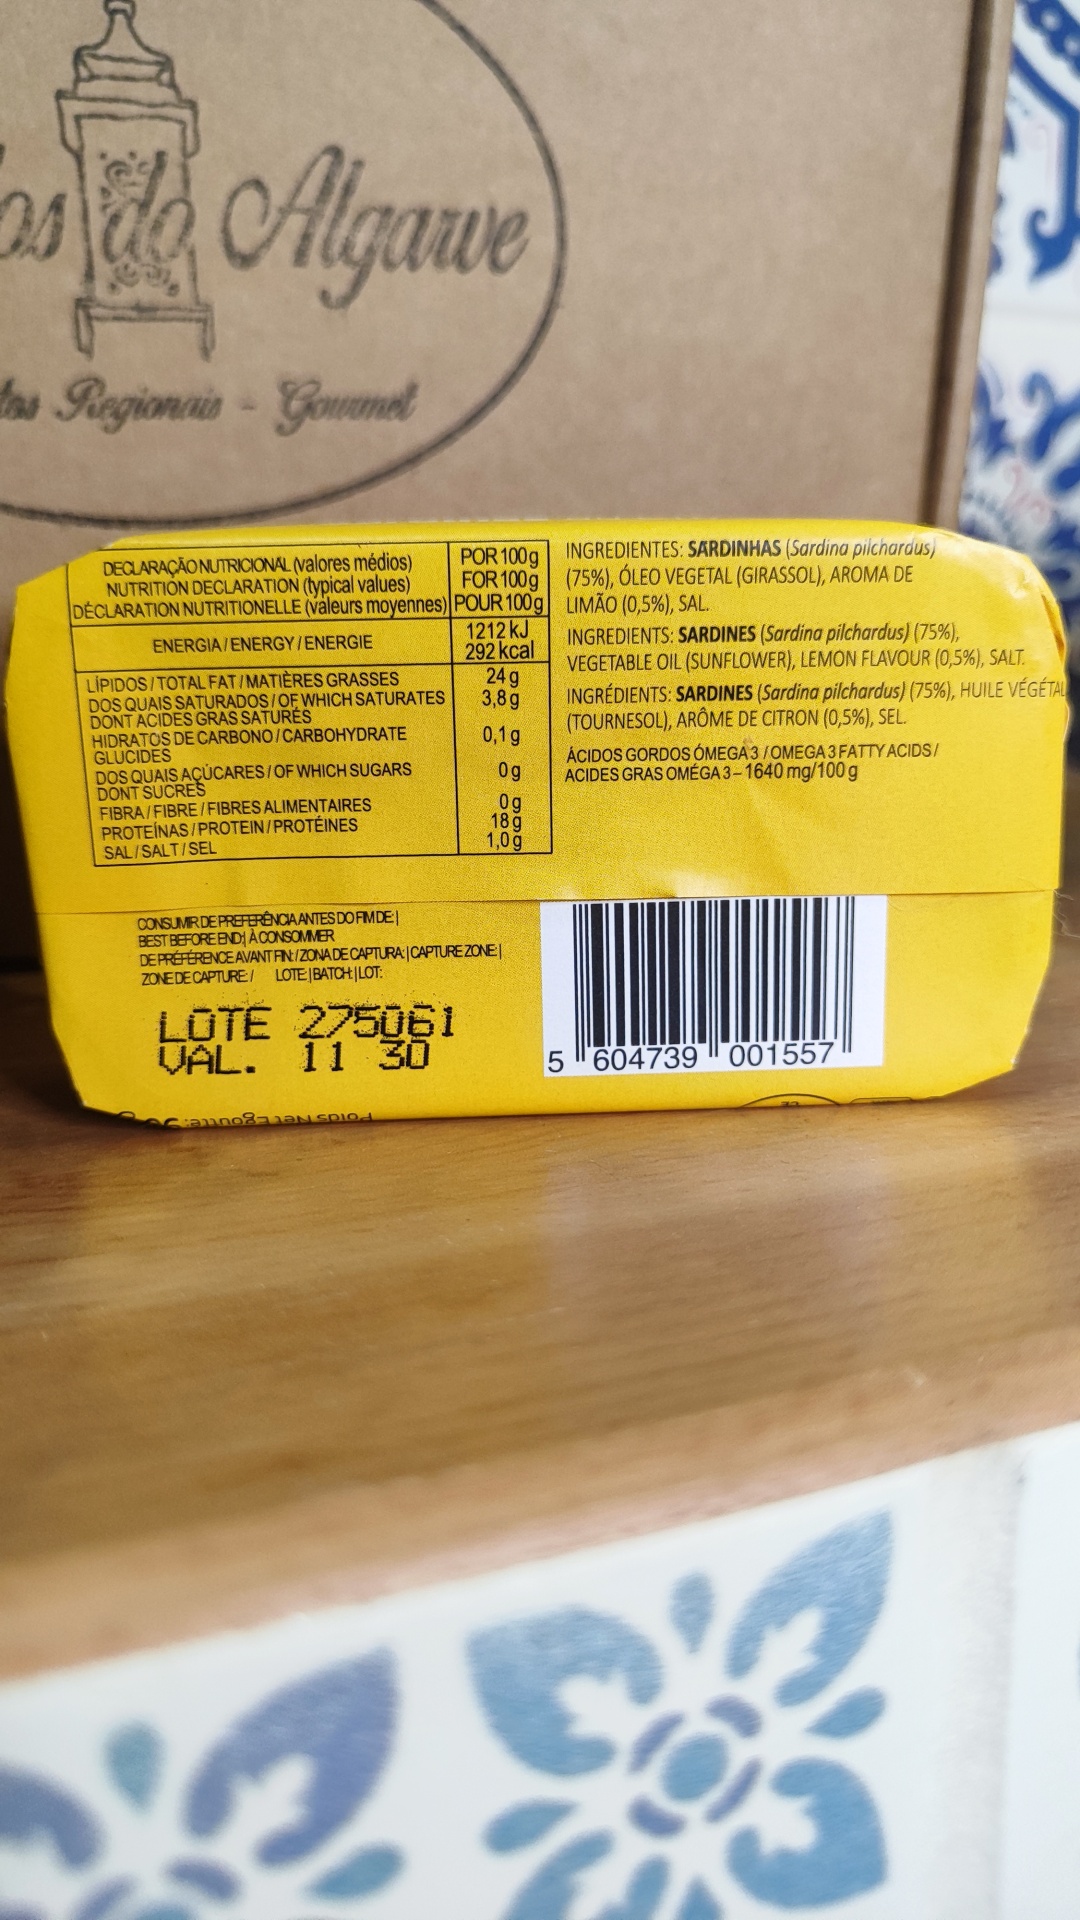 do Algarve
Regionais - Gourmet
DECLARAÇÃO NUTRICIONAL (valores médios) POR 100g
NUTRITION DECLARATION (typical values) FOR 100g
DÉCLARATION NUTRITIONELLE (valeurs moyennes) POUR 100g
ENERGIA / ENERGY / ENERGIE 1212 kJ
292 kcal
LÍPIDOS / TOTAL FAT / MATIÈRES GRASSES 24 g
DOS QUAIS SATURADOS / OF WHICH SATURATES 3,8 g
DONT ACIDES GRAS SATURÉS
HIDRATOS DE CARBONO / CARBOHYDRATE 0,1 g
GLUCIDES
DOS QUAIS AÇÚCARES / OF WHICH SUGARS 0 g
DONT SUCRES
FIBRA / FIBRE / FIBRES ALIMENTAIRES 0 g
PROTEÍNAS / PROTEIN / PROTÉINES 18 g
SAL / SALT / SEL 1,0 g
INGREDIENTES: SARDINHAS (Sardina pilchardus)
(75%), ÓLEO VEGETAL (GIRASSOL), AROMA DE
LIMÃO (0,5%), SAL.
INGREDIENTS: SARDINES (Sardina pilchardus) (75%),
VEGETABLE OIL (SUNFLOWER), LEMON FLAVOUR (0,5%), SALT.
INGRÉDIENTS: SARDINES (Sardina pilchardus) (75%), HUILE VÉGÉTAL
(TOURNESOL), ARÔME DE CITRON (0,5%), SEL.
ÁCIDOS GORDOS ÓMEGA 3 / OMEGA 3 FATTY ACIDS /
ACIDES GRAS OMÉGA 3 – 1640 mg/100 g
CONSUMIR DE PREFERÊNCIA ANTES DO FIM DE: |
BEST BEFORE END: | À CONSOMMER
DE PRÉFÉRENCE AVANT FIN: / ZONA DE CAPTURA: | CAPTURE ZONE: |
ZONE DE CAPTURE: / LOTE: | BATCH: | LOT:
LOTE 275061
VAL. 11 30
5 604739 001557
Poids Net Égoutté: